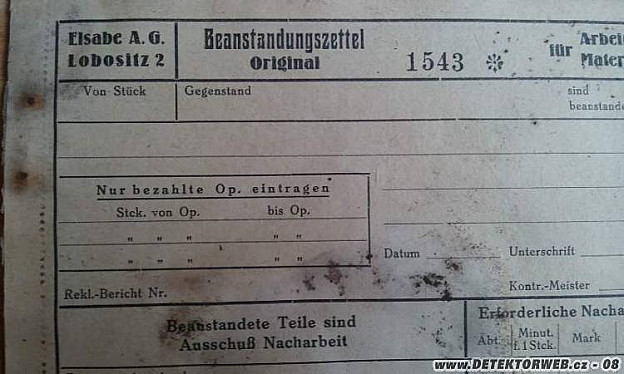 Elsabe A. G.
Lobositz 2
Beanstandungszettel
Original
1543
für
Von Stück
Gegenstand
sind
Nur bezahlte Op. eintragen
Stck. von Op. bis Op.
„ „ „ „ „
„ „ „ „ „
Datum
Unterschrift
Rekl.-Bericht Nr.
Kontr.-Meister
Beanstandete Teile sind
Ausschuß Nacharbeit
Erforderliche
Abt.
Minut.
f. 1 Stck.
Mark
www.DETEKTORWEB.cz - 08